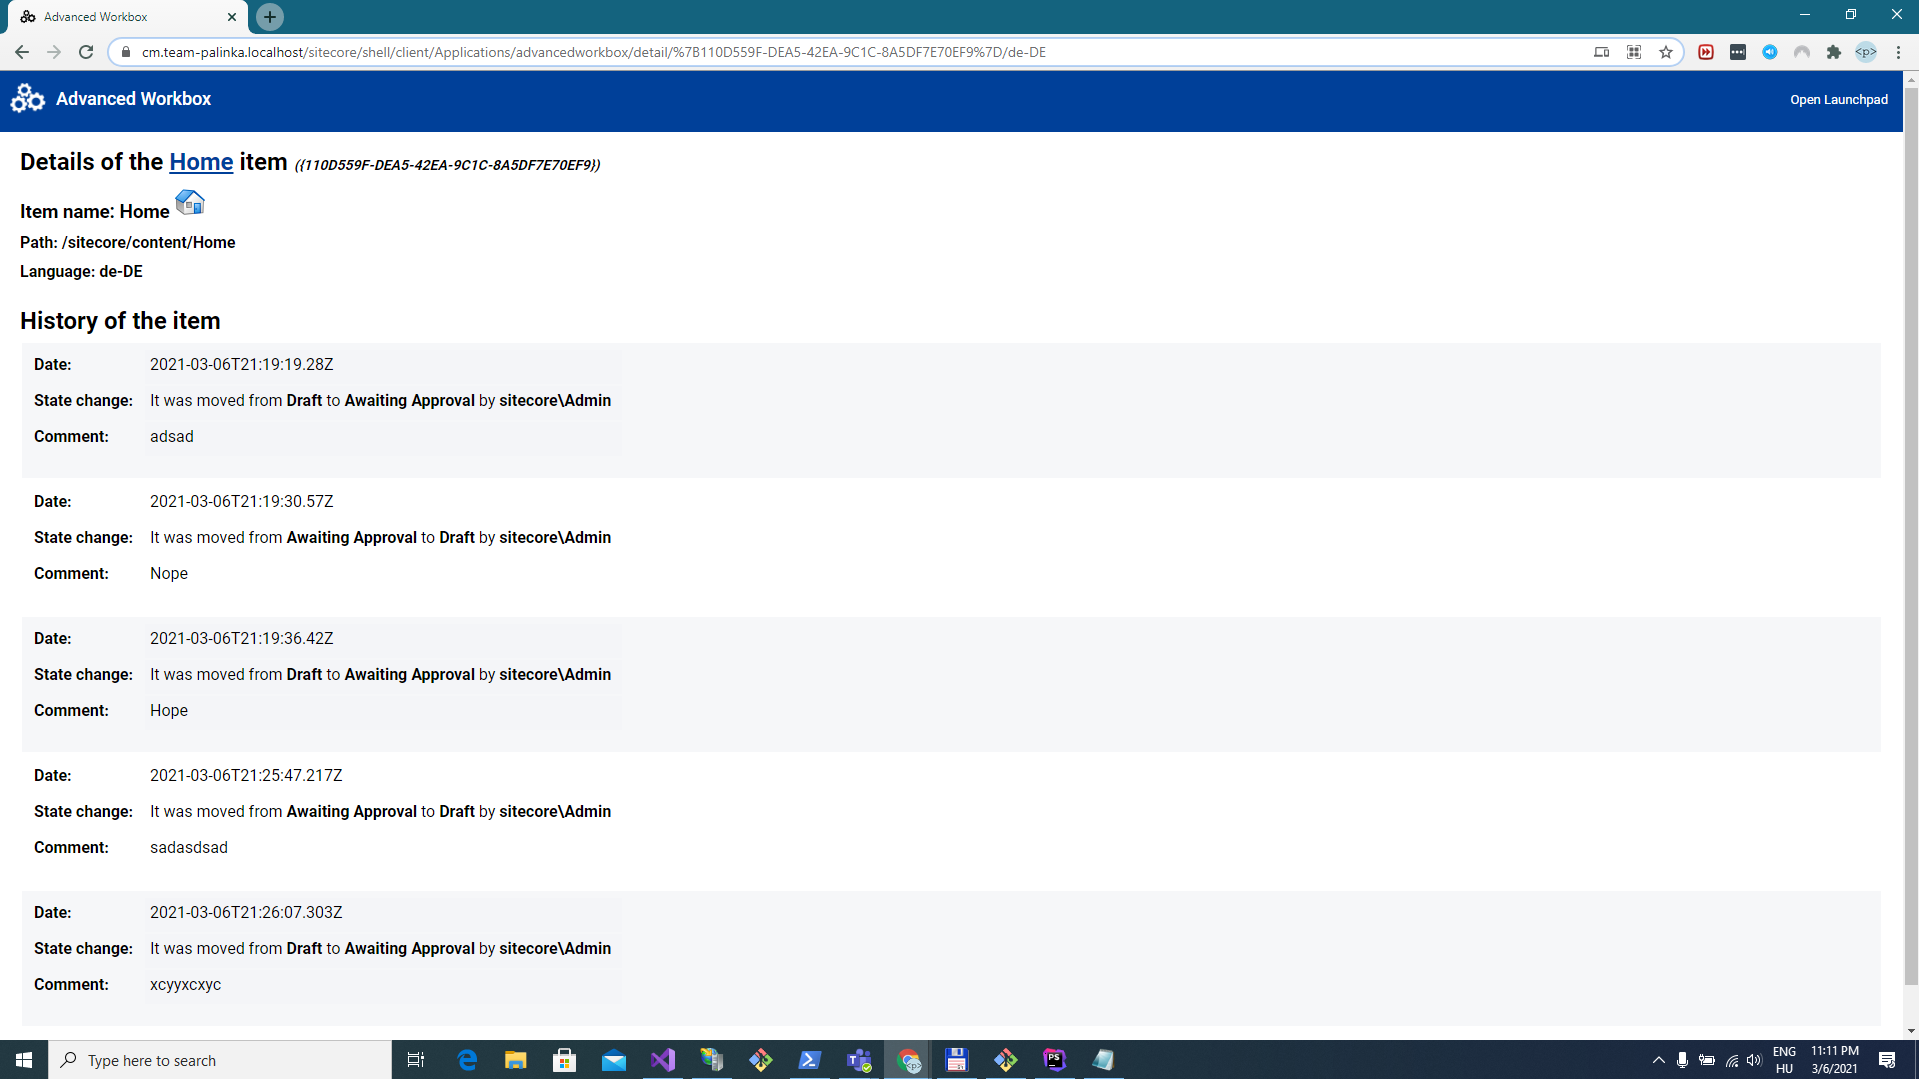 Advanced Workbox
cm.team-palinka.localhost/sitecore/shell/client/Applications/advancedworkbox/detail/%7B110D559F-DEA5-42EA-9C1C-8A5DF7E70EF9%7D/de-DE
<p>
Advanced Workbox
Open Launchpad
Details of the Home item ({110D559F-DEA5-42EA-9C1C-8A5DF7E70EF9})
Item name: Home
Path: /sitecore/content/Home
Language: de-DE
History of the item
Date: 2021-03-06T21:19:19.28Z
State change: It was moved from Draft to Awaiting Approval by sitecore\Admin
Comment: adsad
Date: 2021-03-06T21:19:30.57Z
State change: It was moved from Awaiting Approval to Draft by sitecore\Admin
Comment: Nope
Date: 2021-03-06T21:19:36.42Z
State change: It was moved from Draft to Awaiting Approval by sitecore\Admin
Comment: Hope
Date: 2021-03-06T21:25:47.217Z
State change: It was moved from Awaiting Approval to Draft by sitecore\Admin
Comment: sadasdsad
Date: 2021-03-06T21:26:07.303Z
State change: It was moved from Draft to Awaiting Approval by sitecore\Admin
Comment: xcyyxcxyc
Type here to search
PS
ENG
HU
11:11 PM
3/6/2021